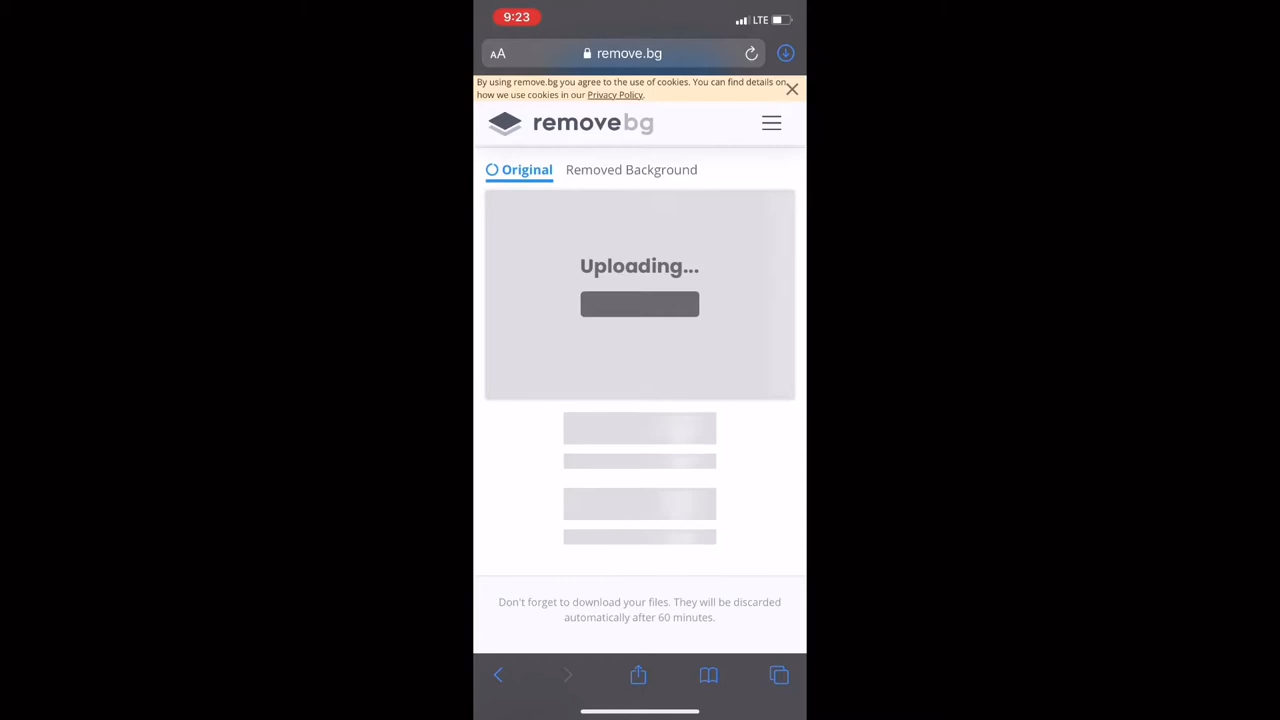 9:23
LTE
AA
remove.bg
By using remove.bg you agree to the use of cookies. You can find details on
how we use cookies in our Privacy Policy.
removebg
Original
Removed Background
Uploading...
Don't forget to download your files. They will be discarded
automatically after 60 minutes.